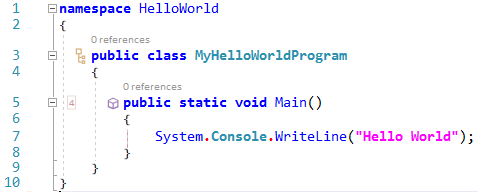 1 namespace HelloWorld
2 {
0 references
3 public class MyHelloWorldProgram
4 {
0 references
5 4 public static void Main()
6 {
7 System.Console.WriteLine("Hello World");
8 }
9 }
10 }